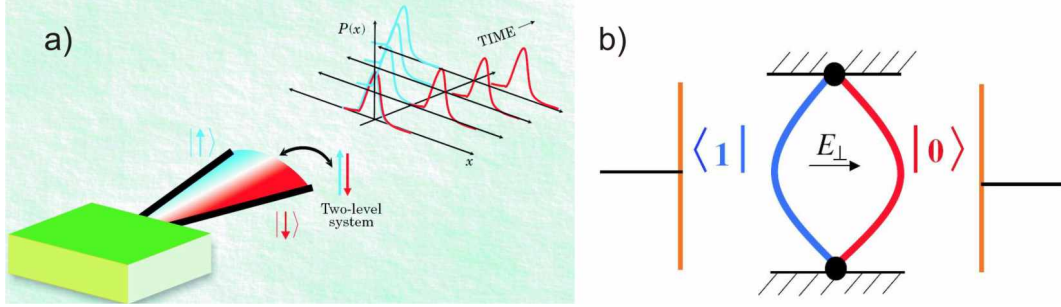 a)
P(x)
TIME
x
|↑⟩
|↓⟩
Two-level
system
b)
⟨1|
E⊥
|0⟩